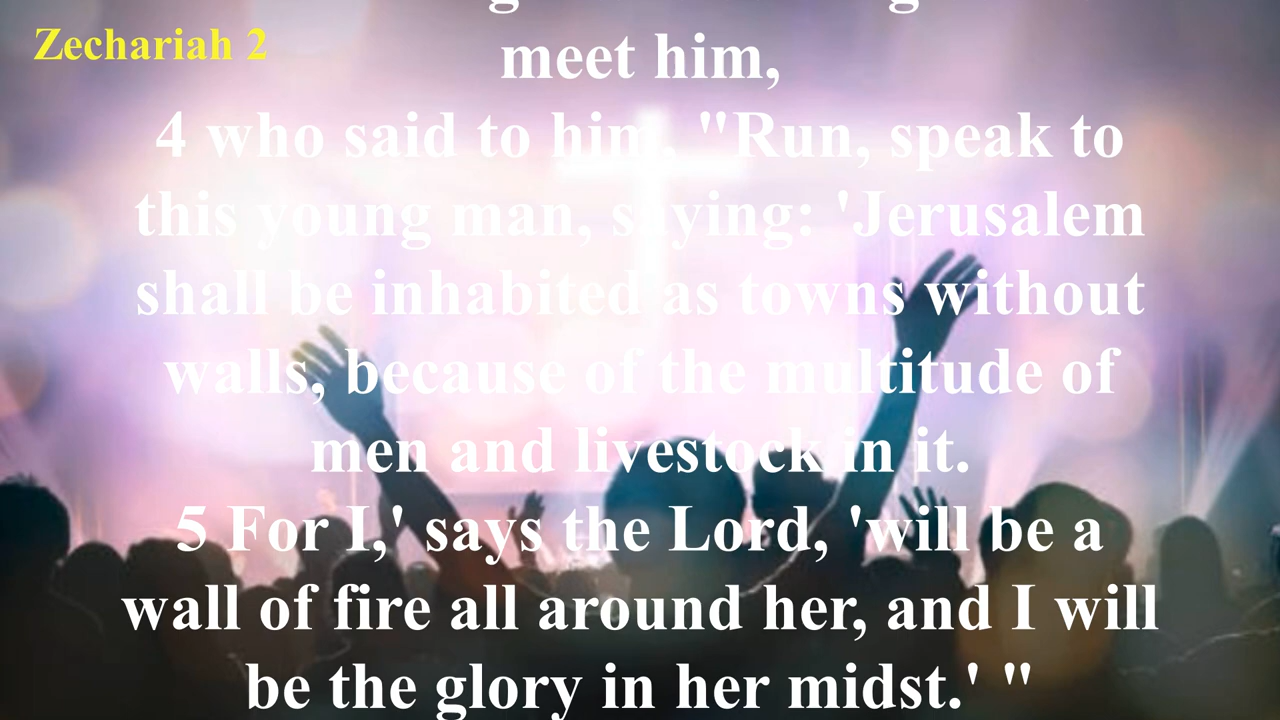 Zechariah 2
meet him,
4 who said to him, "Run, speak to
this young man, saying: 'Jerusalem
shall be inhabited as towns without
walls, because of the multitude of
men and livestock in it.
5 For I,' says the Lord, 'will be a
wall of fire all around her, and I will
be the glory in her midst.' "